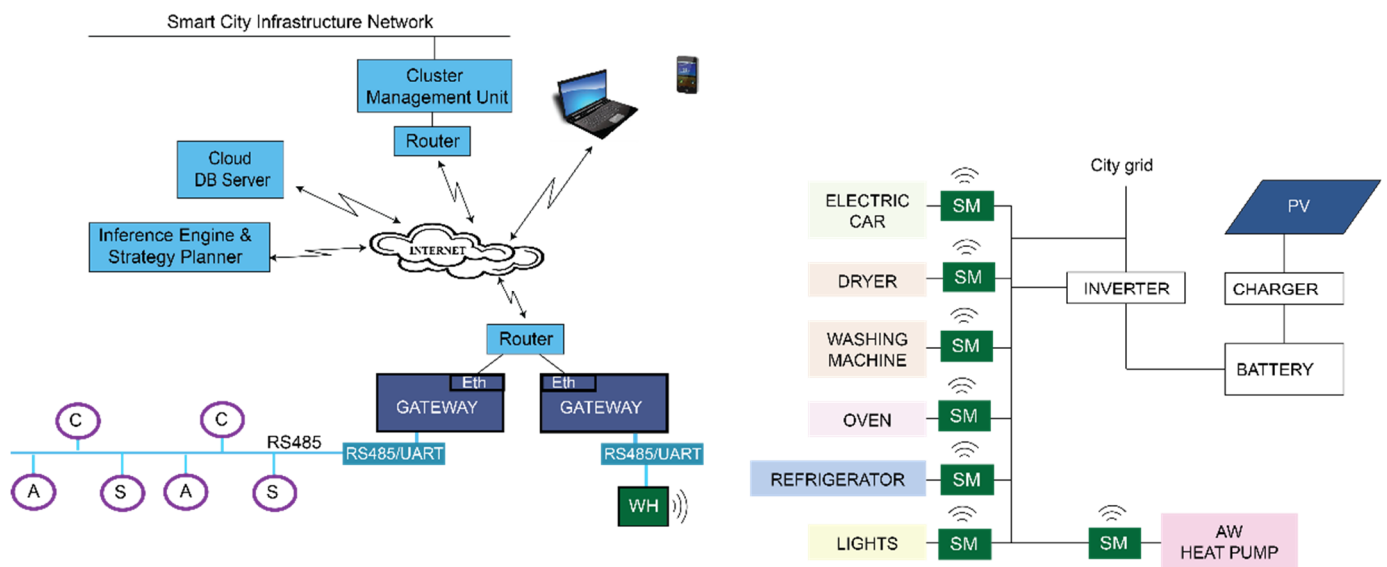 Smart City Infrastructure Network
Cluster
Management Unit
Router
Cloud
DB Server
Inference Engine &
Strategy Planner
INTERNET
Router
Eth
Eth
GATEWAY
GATEWAY
C
C
RS485
RS485/UART
RS485/UART
A
S
A
S
WH
City grid
ELECTRIC
CAR
SM
PV
DRYER
SM
INVERTER
CHARGER
WASHING
MACHINE
SM
BATTERY
OVEN
SM
REFRIGERATOR
SM
LIGHTS
SM
SM
AW
HEAT PUMP